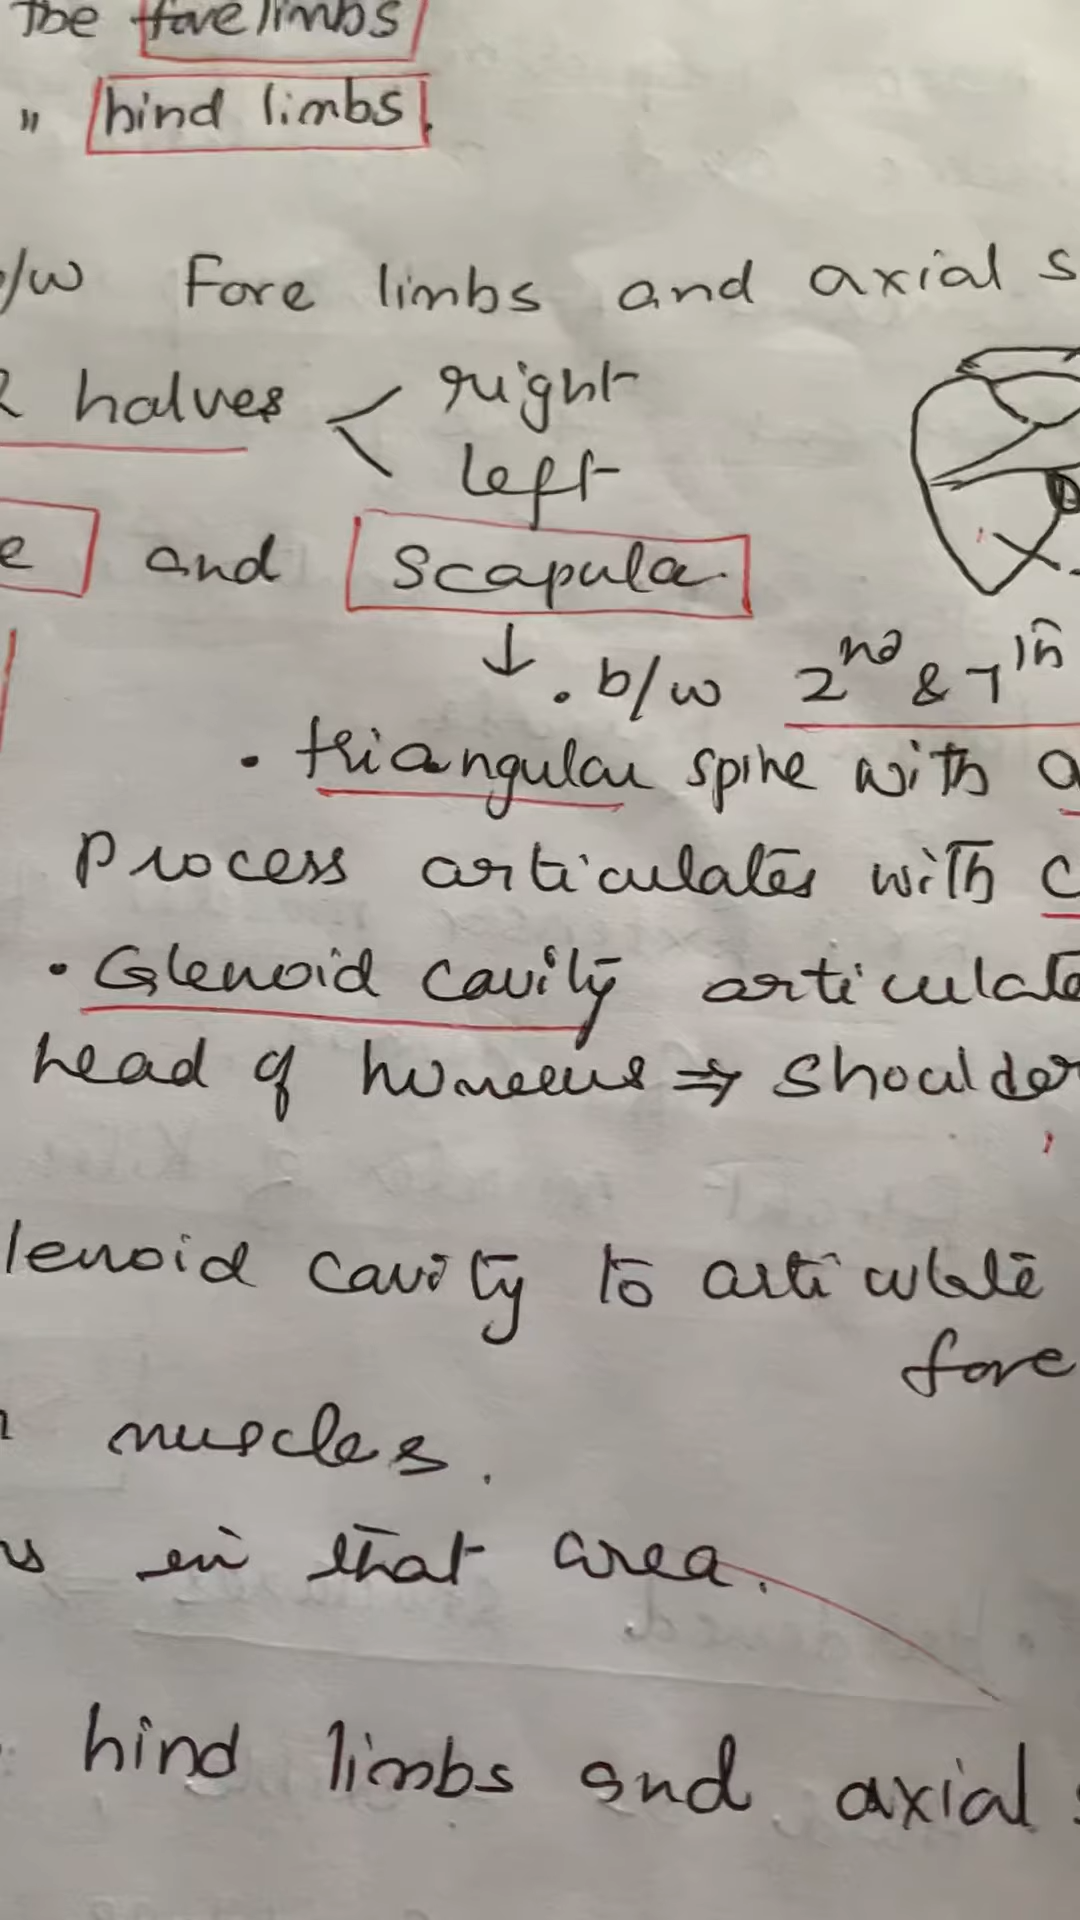 The fore limbs
" hind limbs.
b/w Fore limbs and axial s
2 halves < right
left
e and Scapula.
↓ . b/w 2nd & 7th
• triangular spine with a
Process articulates with c
• Glenoid cavity articulate
head of humerus ⇒ shoulder
lenoid cavity to articulate
fore
muscles.
rs in that area.
hind limbs and axial s